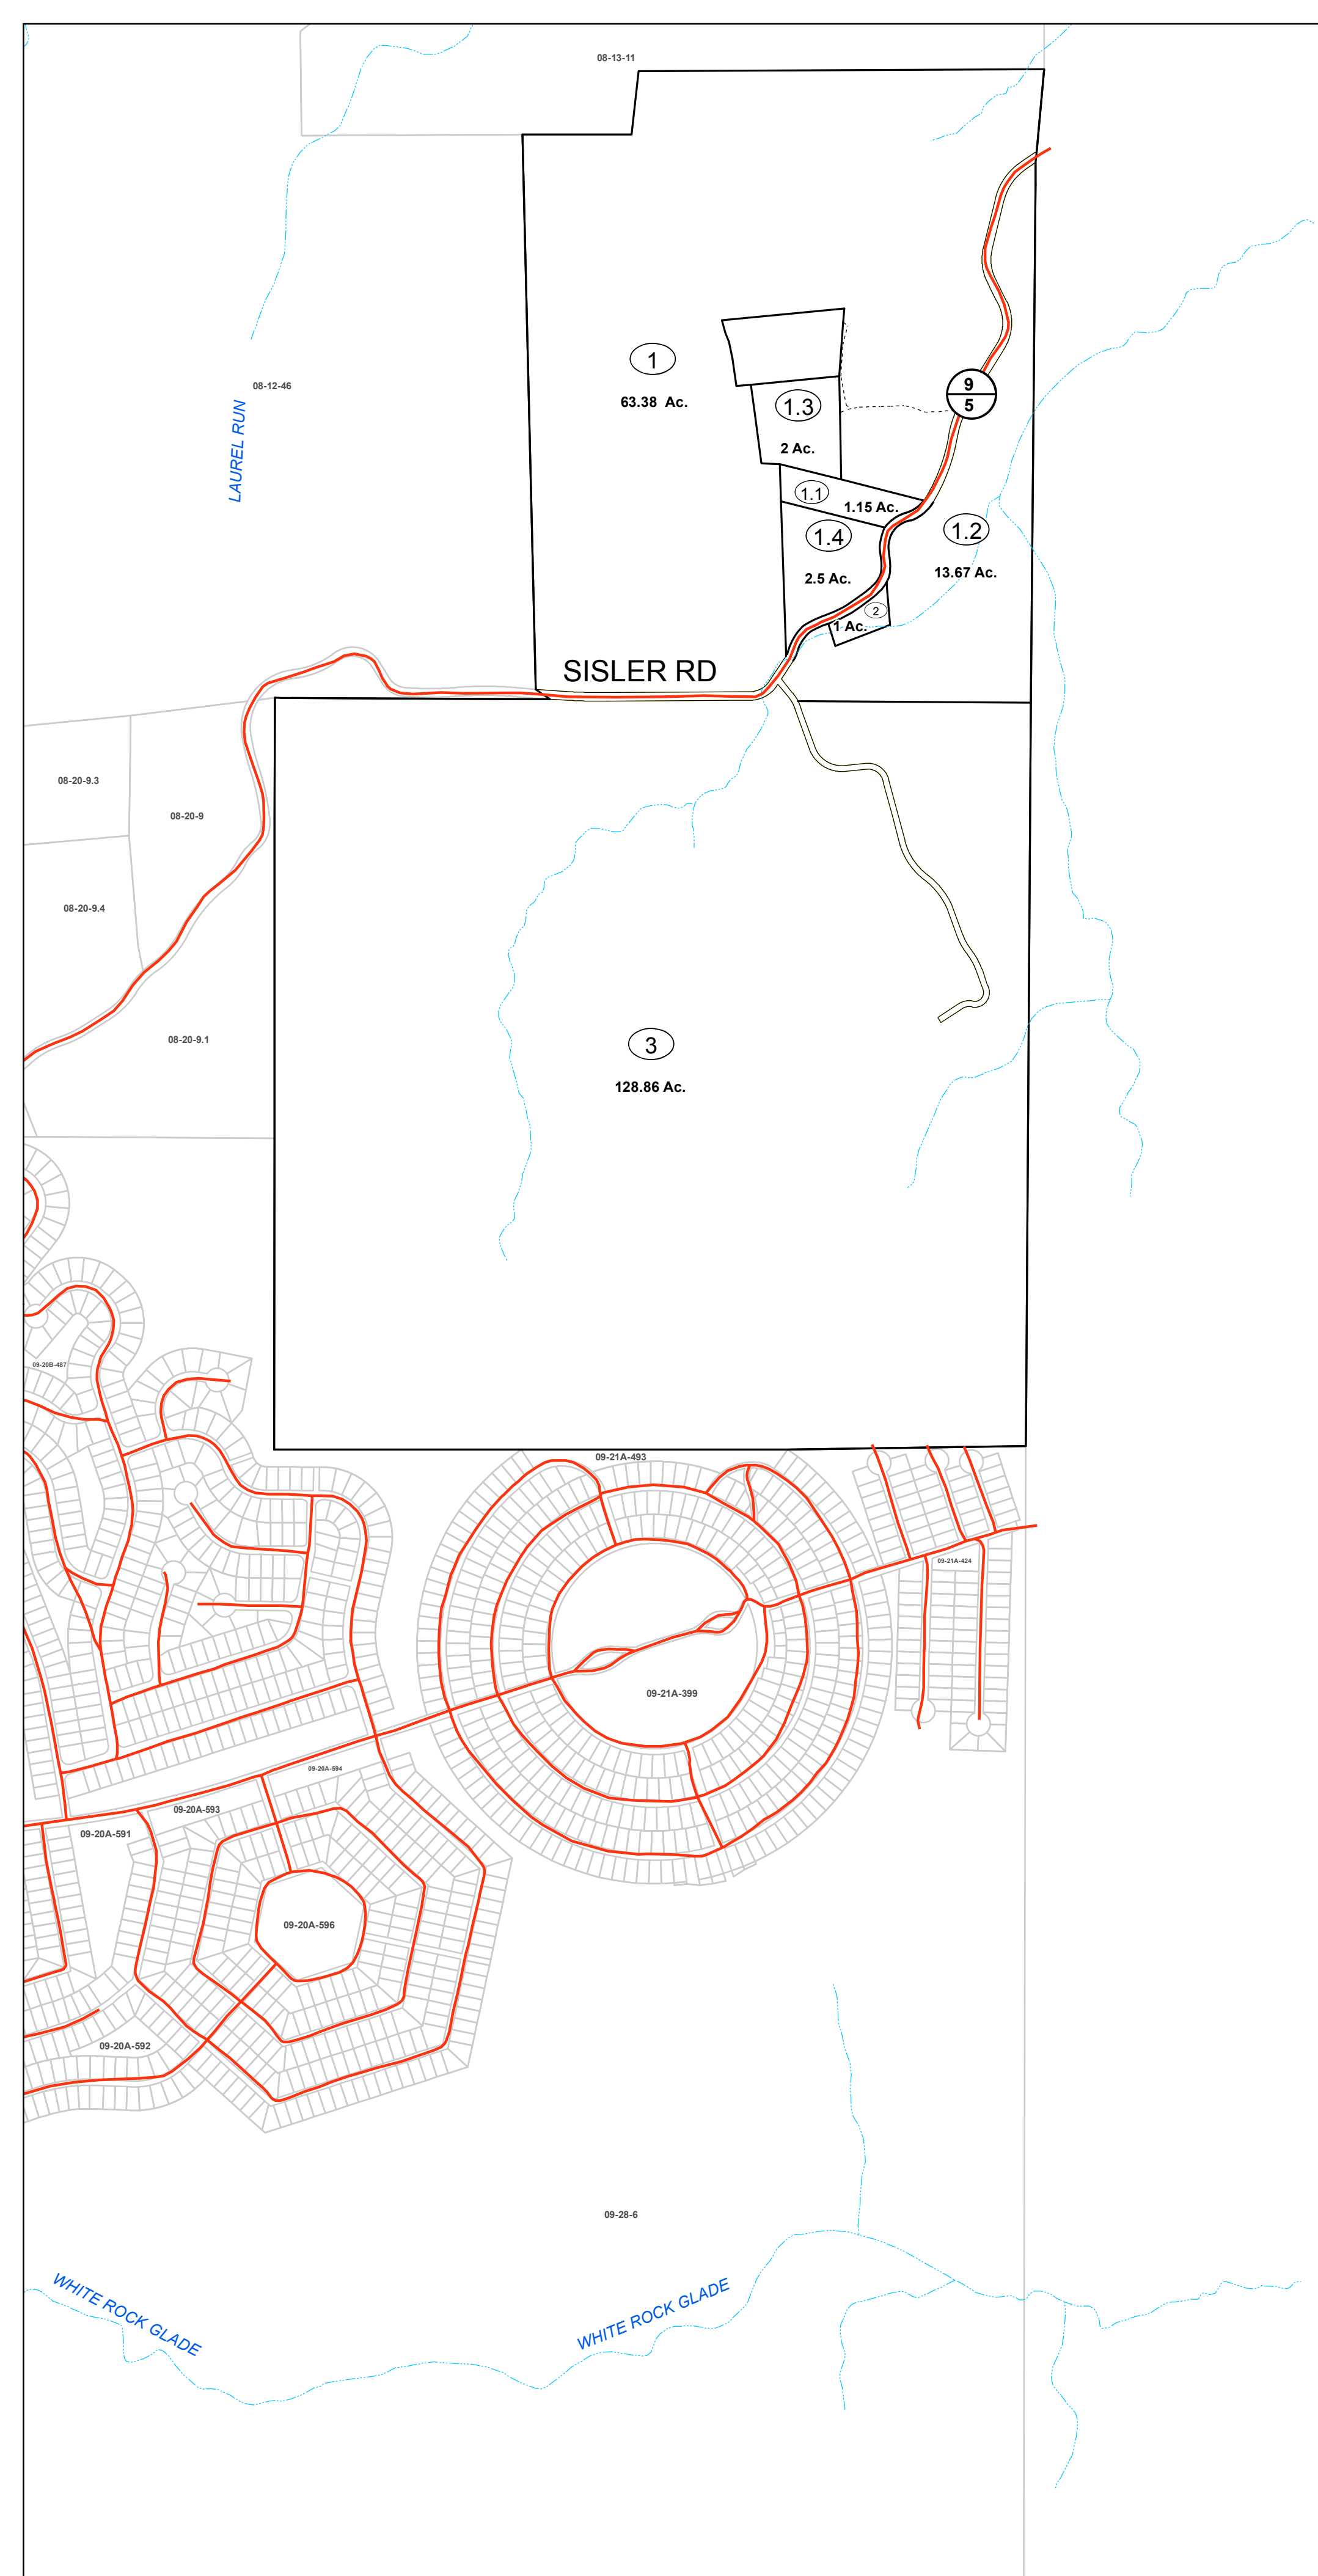 08-13-11
1
63.38 Ac.
08-12-46
LAUREL RUN
9
5
1.3
2 Ac.
1.1
1.15 Ac.
1.4
2.5 Ac.
1.2
13.67 Ac.
2
1 Ac.
SISLER RD
08-20-9.3
08-20-9
08-20-9.4
08-20-9.1
3
128.86 Ac.
09-20B-487
09-21A-493
09-21A-424
09-21A-399
09-20A-594
09-20A-593
09-20A-591
09-20A-596
09-20A-592
09-28-6
WHITE ROCK GLADE
WHITE ROCK GLADE